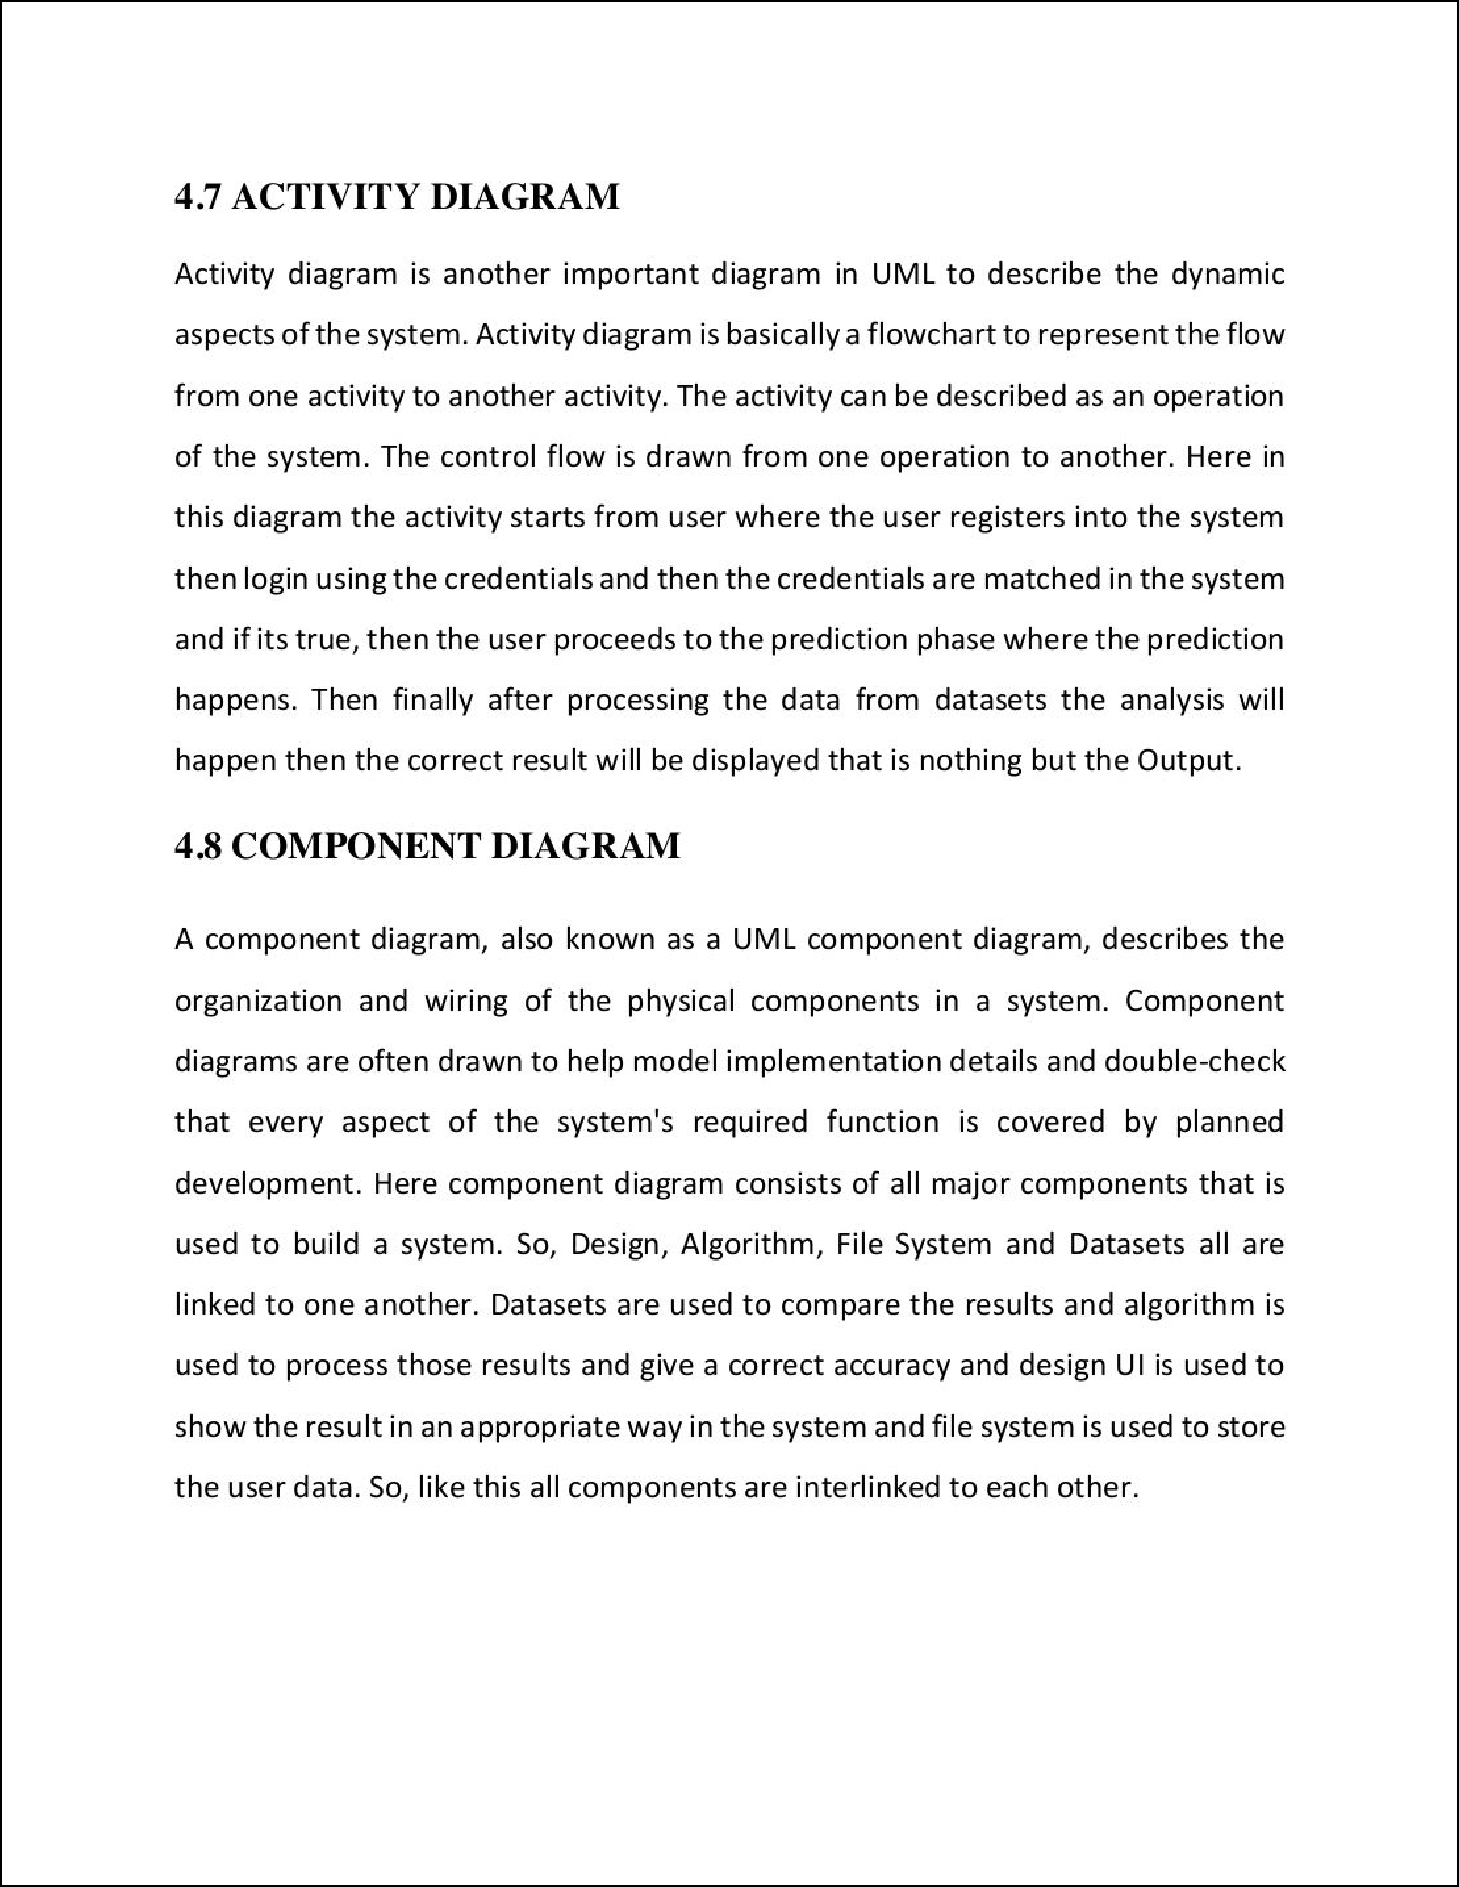 4.7 ACTIVITY DIAGRAM
Activity diagram is another important diagram in UML to describe the dynamic
aspects of the system. Activity diagram is basically a flowchart to represent the flow
from one activity to another activity. The activity can be described as an operation
of the system. The control flow is drawn from one operation to another. Here in
this diagram the activity starts from user where the user registers into the system
then login using the credentials and then the credentials are matched in the system
and if its true, then the user proceeds to the prediction phase where the prediction
happens. Then finally after processing the data from datasets the analysis will
happen then the correct result will be displayed that is nothing but the Output.
4.8 COMPONENT DIAGRAM
A component diagram, also known as a UML component diagram, describes the
organization and wiring of the physical components in a system. Component
diagrams are often drawn to help model implementation details and double-check
that every aspect of the system's required function is covered by planned
development. Here component diagram consists of all major components that is
used to build a system. So, Design, Algorithm, File System and Datasets all are
linked to one another. Datasets are used to compare the results and algorithm is
used to process those results and give a correct accuracy and design UI is used to
show the result in an appropriate way in the system and file system is used to store
the user data. So, like this all components are interlinked to each other.